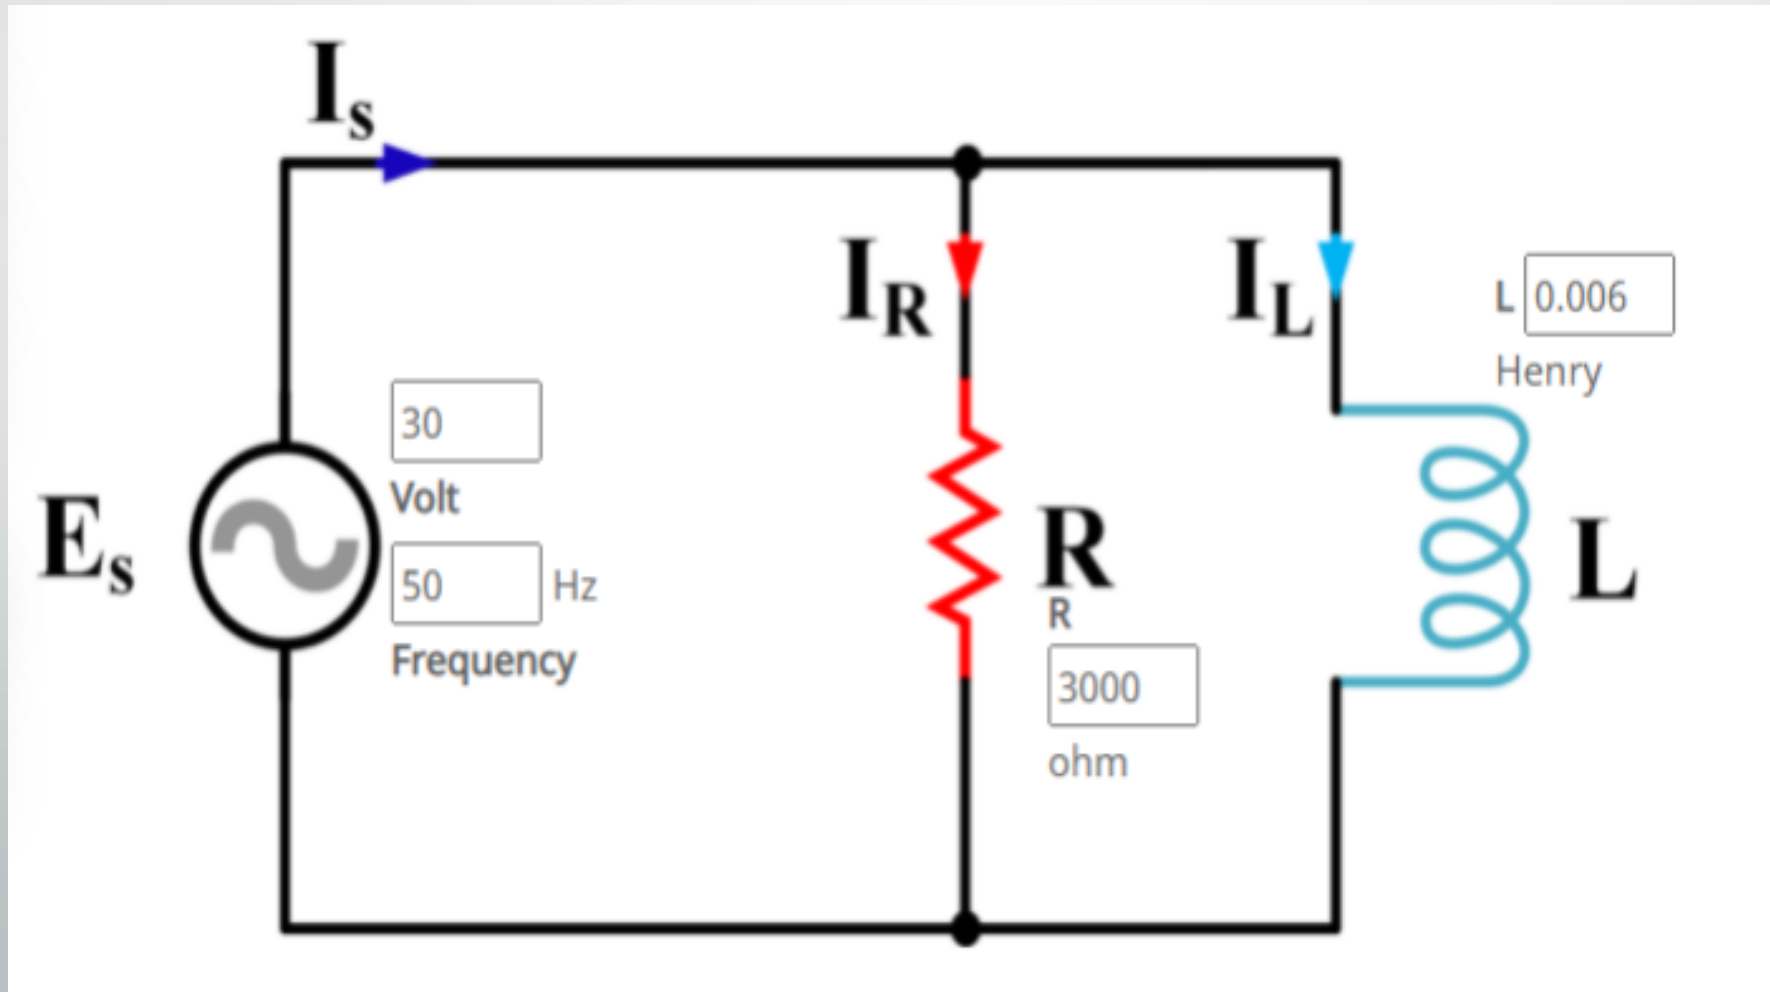 Is
IR
IL
L 0.006
Henry
30
Volt
Es
50 Hz
Frequency
R
L
R
3000
ohm